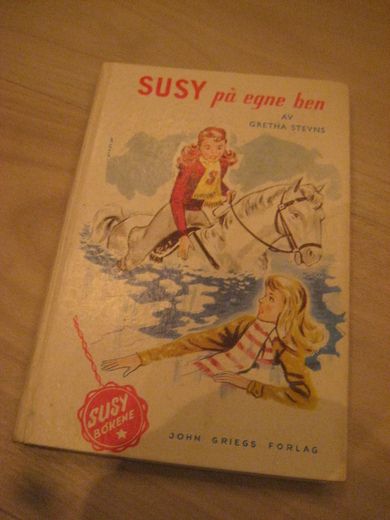 SUSY på egne ben
AV
GRETHA STEVNS
SUSY
BØKENE
JOHN GRIEGS FORLAG